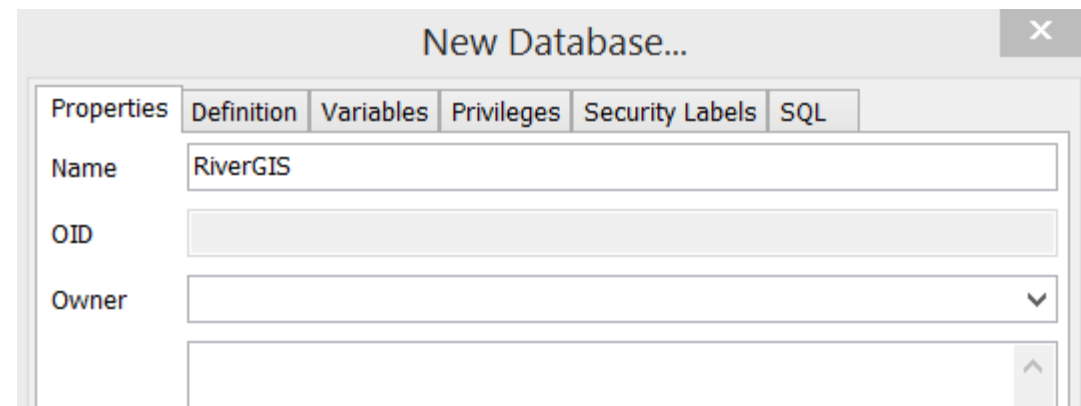 New Database...
Properties Definition Variables Privileges Security Labels SQL
Name RiverGIS
OID
Owner